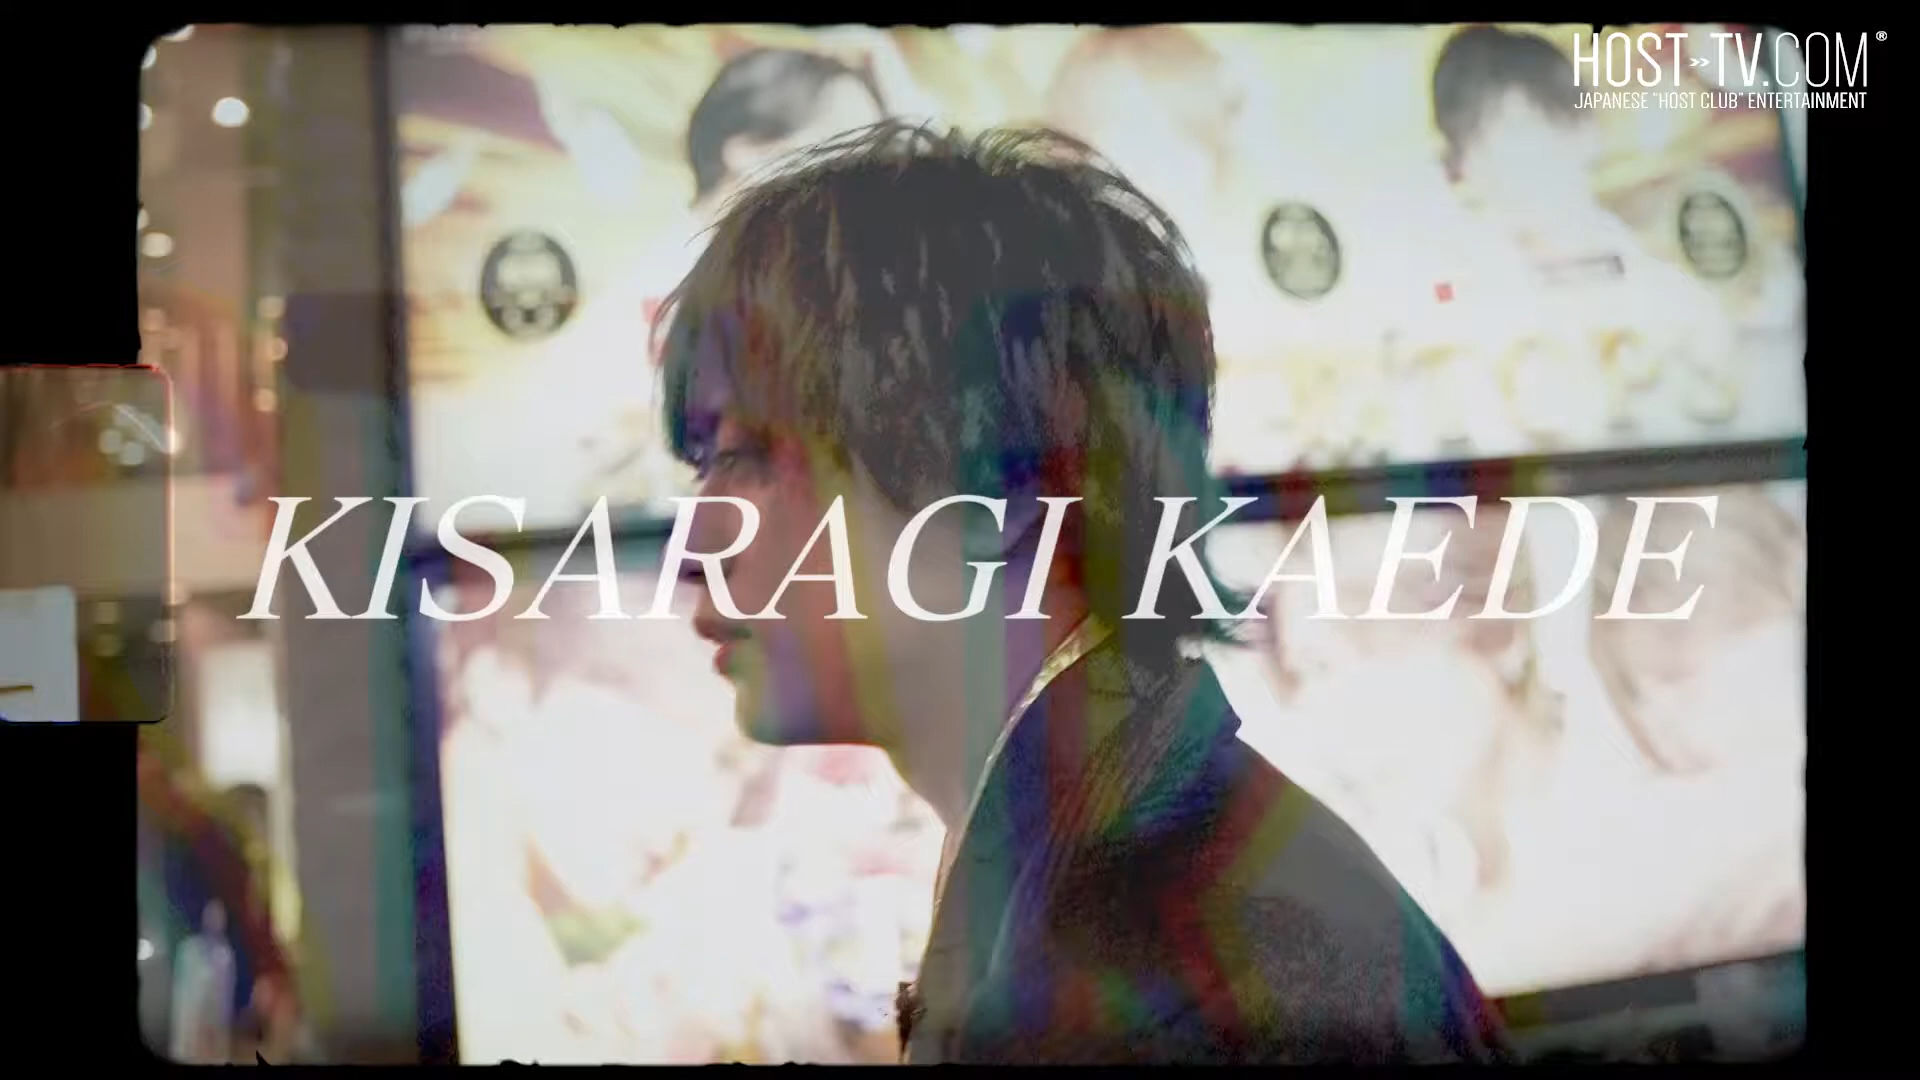 HOST»TV.COM®
JAPANESE "HOST CLUB" ENTERTAINMENT
KISARAGI KAEDE